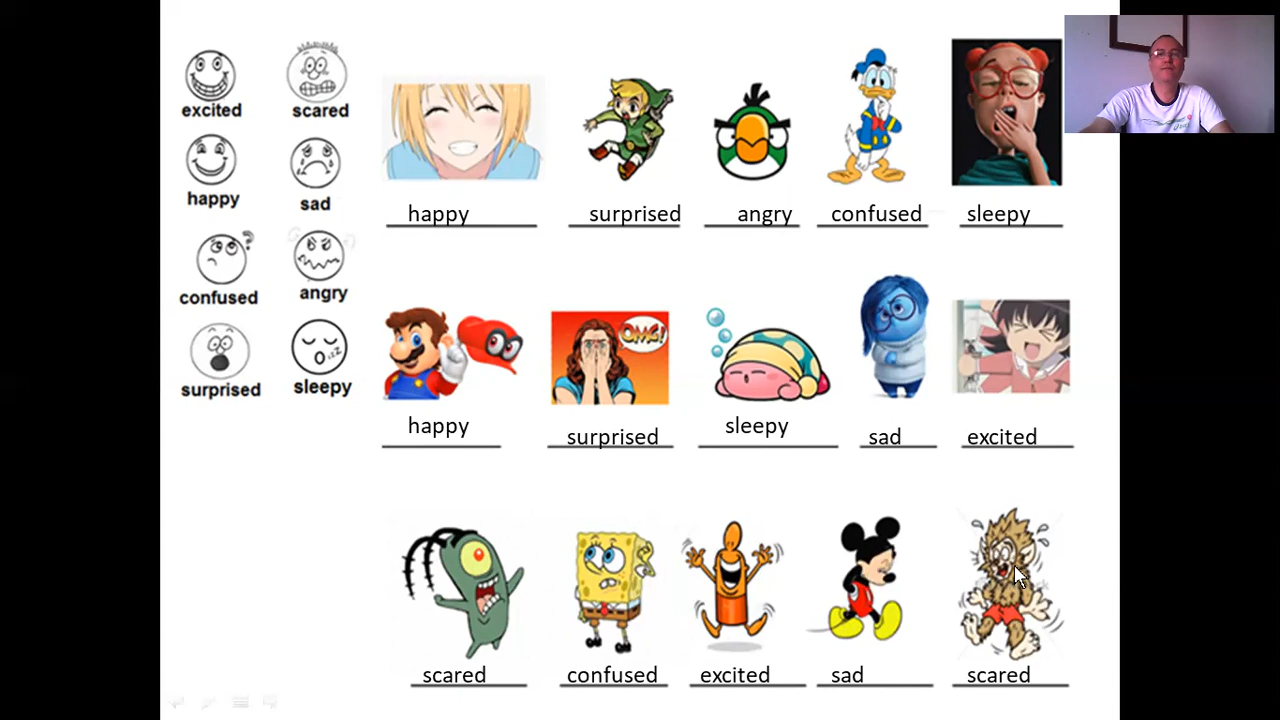 excited scared
happy sad
confused angry
surprised sleepy
happy surprised angry confused sleepy
OMG!
happy surprised sleepy sad excited
scared confused excited sad scared